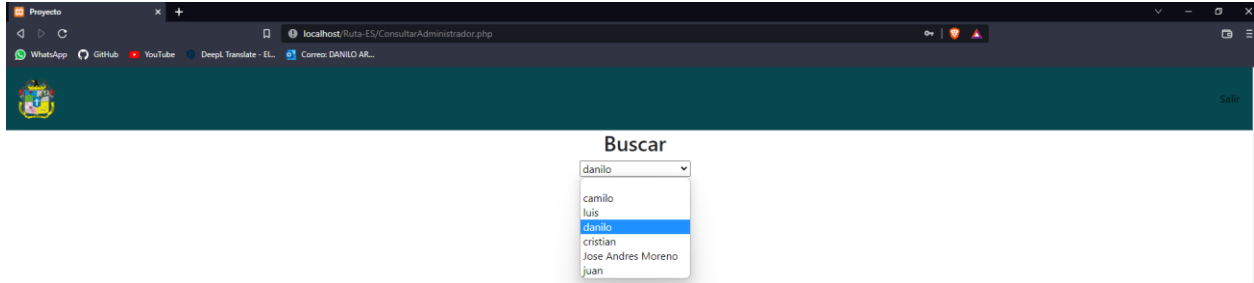 Proyecto
localhost/Ruta-ES/ConsultarAdministrador.php
WhatsApp GitHub YouTube DeepL Translate - El... Correo: DANILO AR...
Salir
Buscar
danilo
camilo
luis
danilo
cristian
Jose Andres Moreno
juan